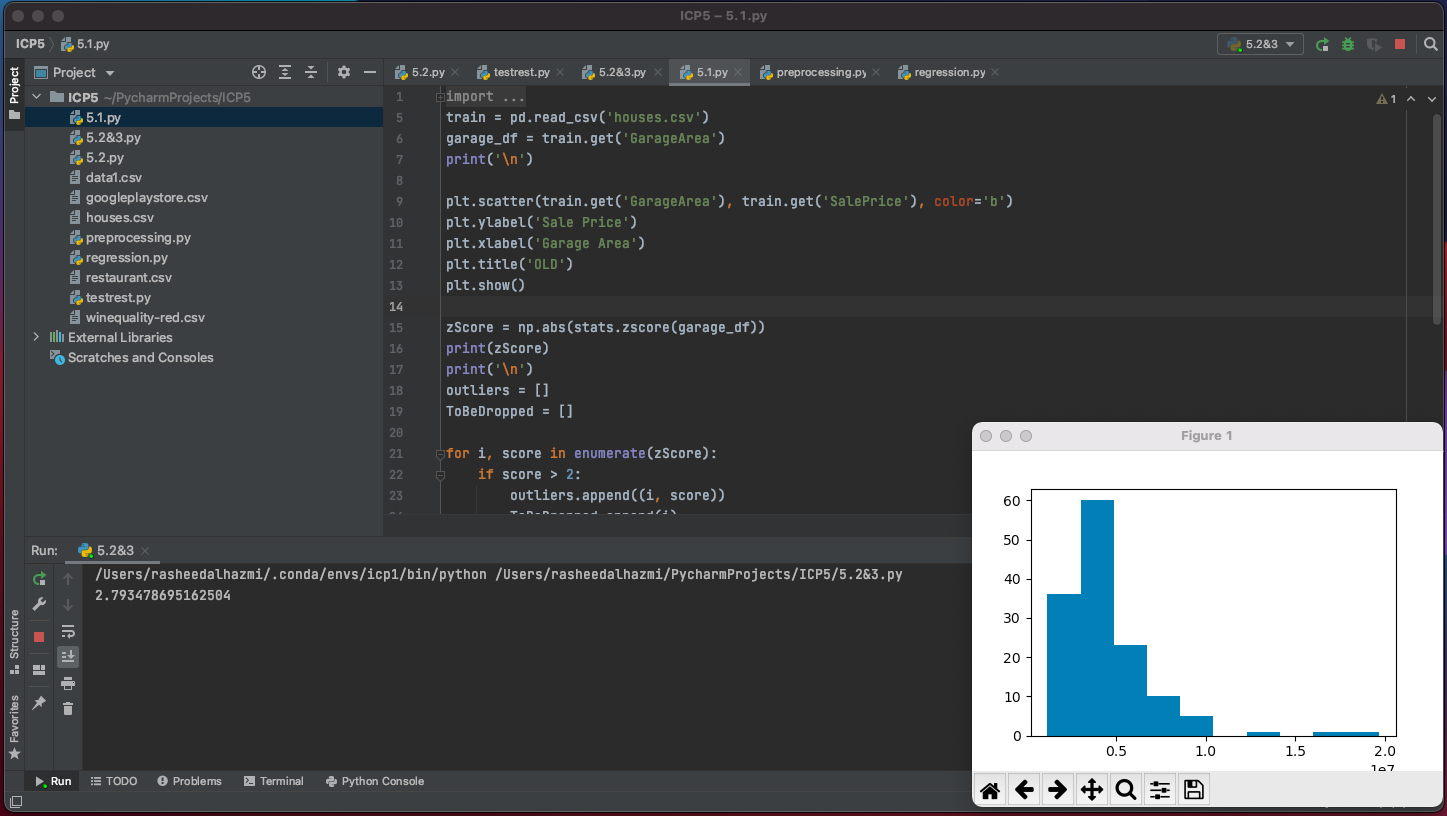 ICP5 – 5.1.py
ICP5 5.1.py 5.2&3
Project
Project
5.2.py testrest.py 5.2&3.py 5.1.py preprocessing.py regression.py
ICP5 ~/PycharmProjects/ICP5
5.1.py
5.2&3.py
5.2.py
data1.csv
googleplaystore.csv
houses.csv
preprocessing.py
regression.py
restaurant.csv
testrest.py
winequality-red.csv
External Libraries
Scratches and Consoles
1
1 import ...
5 train = pd.read_csv('houses.csv')
6 garage_df = train.get('GarageArea')
7 print('\n')
8
9 plt.scatter(train.get('GarageArea'), train.get('SalePrice'), color='b')
10 plt.ylabel('Sale Price')
11 plt.xlabel('Garage Area')
12 plt.title('OLD')
13 plt.show()
14
15 zScore = np.abs(stats.zscore(garage_df))
16 print(zScore)
17 print('\n')
18 outliers = []
19 ToBeDropped = []
20
21 for i, score in enumerate(zScore):
22 if score > 2:
23 outliers.append((i, score))
Run: 5.2&3
/Users/rasheedalhazmi/.conda/envs/icp1/bin/python /Users/rasheedalhazmi/PycharmProjects/ICP5/5.2&3.py
2.793478695162504
Structure
Favorites
Run TODO Problems Terminal Python Console
Figure 1
60
50
40
30
20
10
0
0.5 1.0 1.5 2.0
1e7